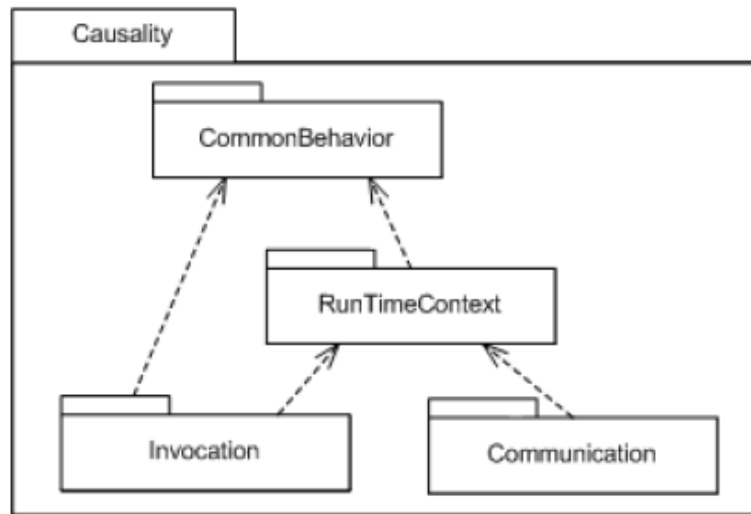 Causality
CommonBehavior
RunTimeContext
Invocation
Communication